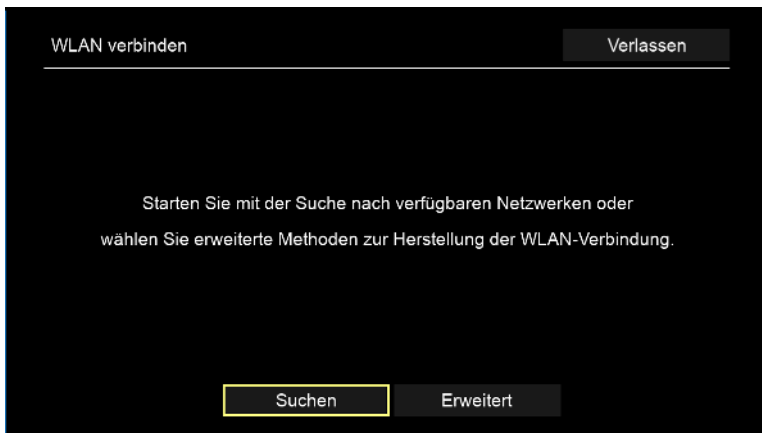 WLAN verbinden
Verlassen
Starten Sie mit der Suche nach verfügbaren Netzwerken oder
wählen Sie erweiterte Methoden zur Herstellung der WLAN-Verbindung.
Suchen
Erweitert